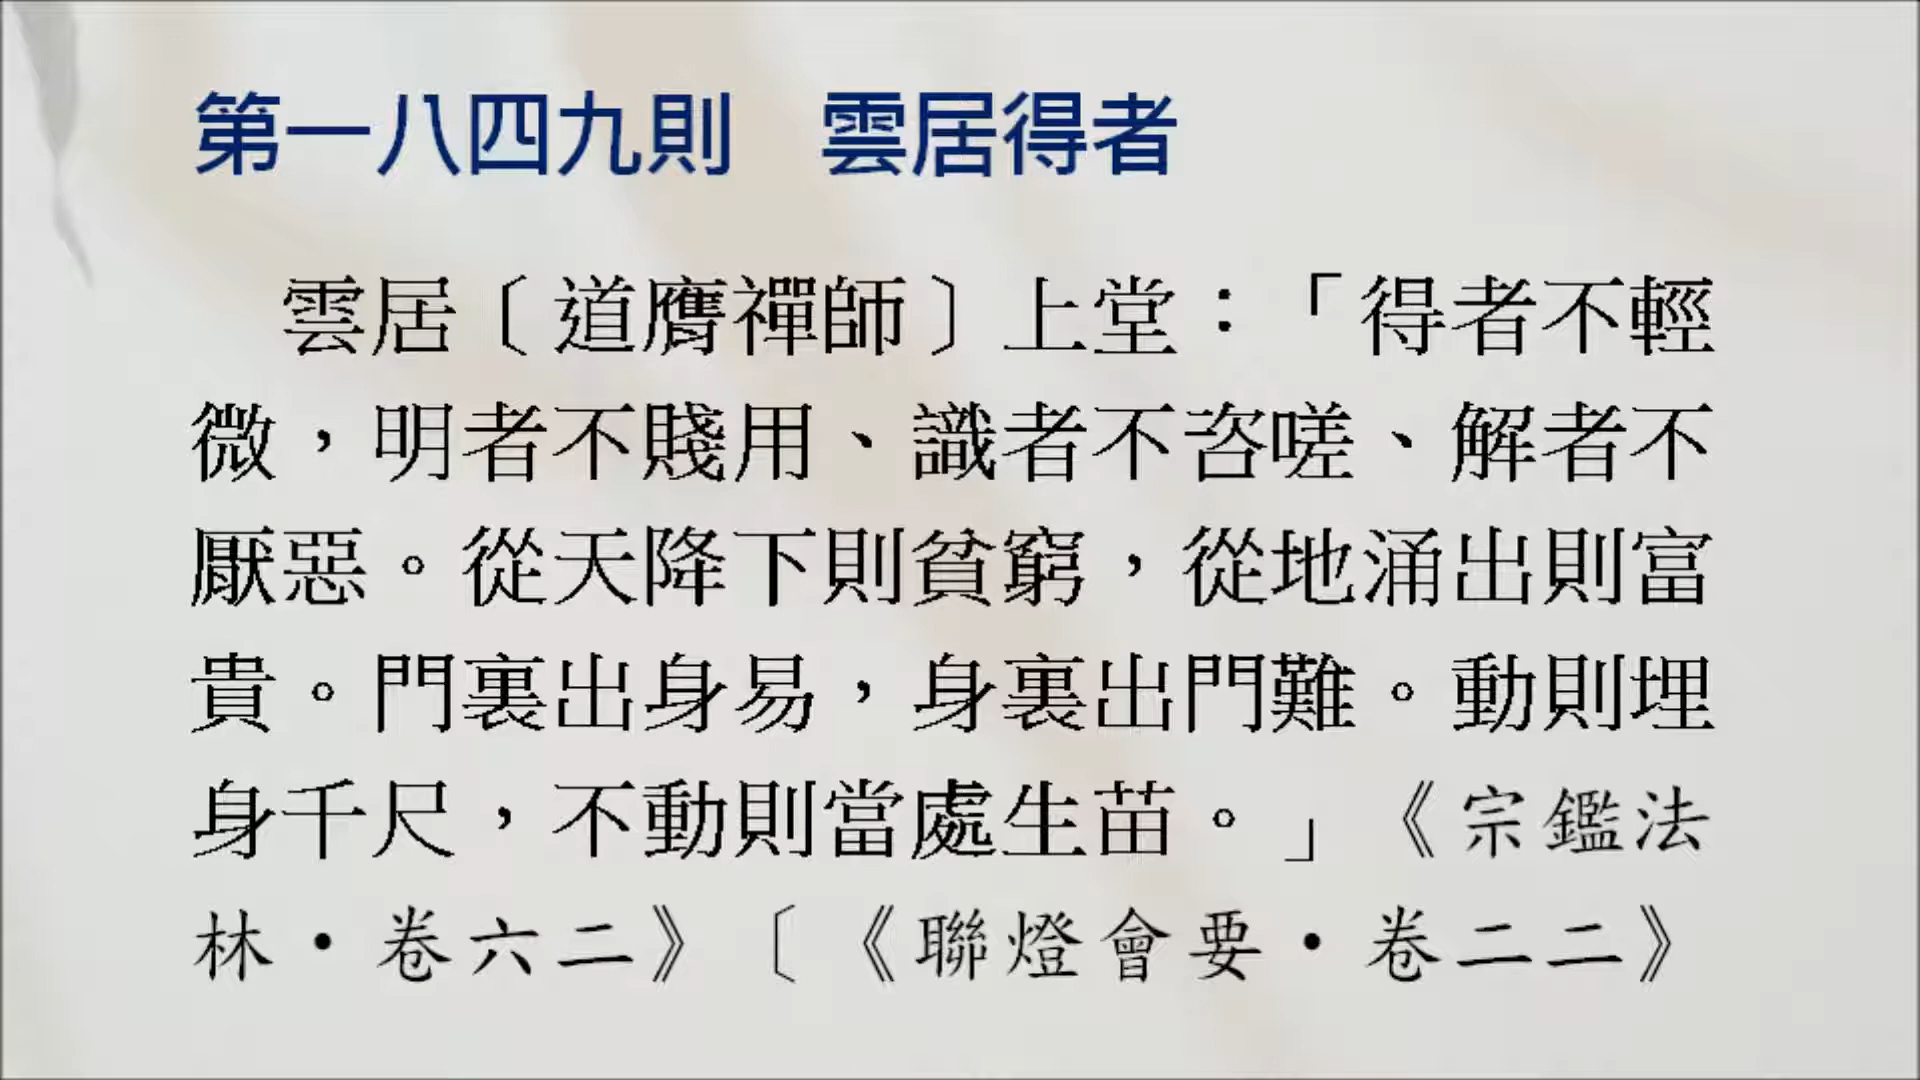 第一八四九則　雲居得者
雲居〔道膺禪師〕上堂：「得者不輕
微，明者不賤用、識者不咨嗟、解者不
厭惡。從天降下則貧窮，從地涌出則富
貴。門裏出身易，身裏出門難。動則埋
身千尺，不動則當處生苗。」《宗鑑法
林·卷六二》〔《聯燈會要·卷二二》